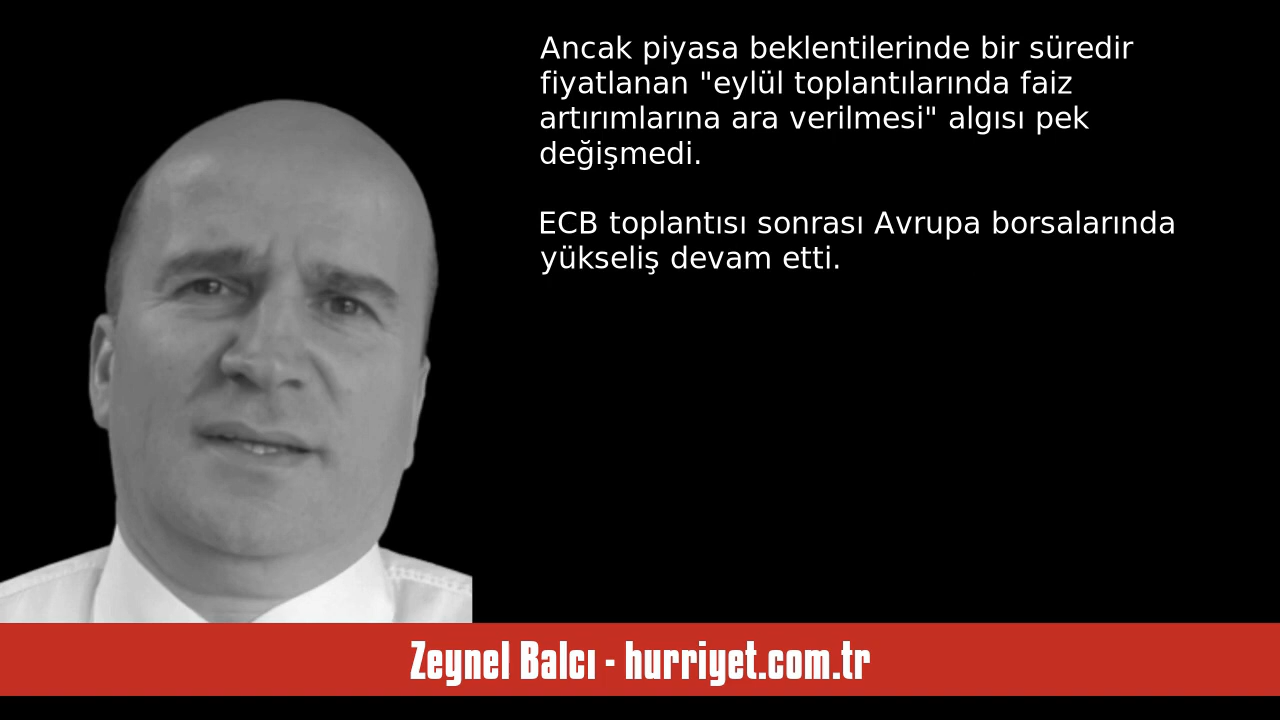 Ancak piyasa beklentilerinde bir süredir
fiyatlanan "eylül toplantılarında faiz
artırımlarına ara verilmesi" algısı pek
değişmedi.
ECB toplantısı sonrası Avrupa borsalarında
yükseliş devam etti.
Zeynel Balcı - hurriyet.com.tr